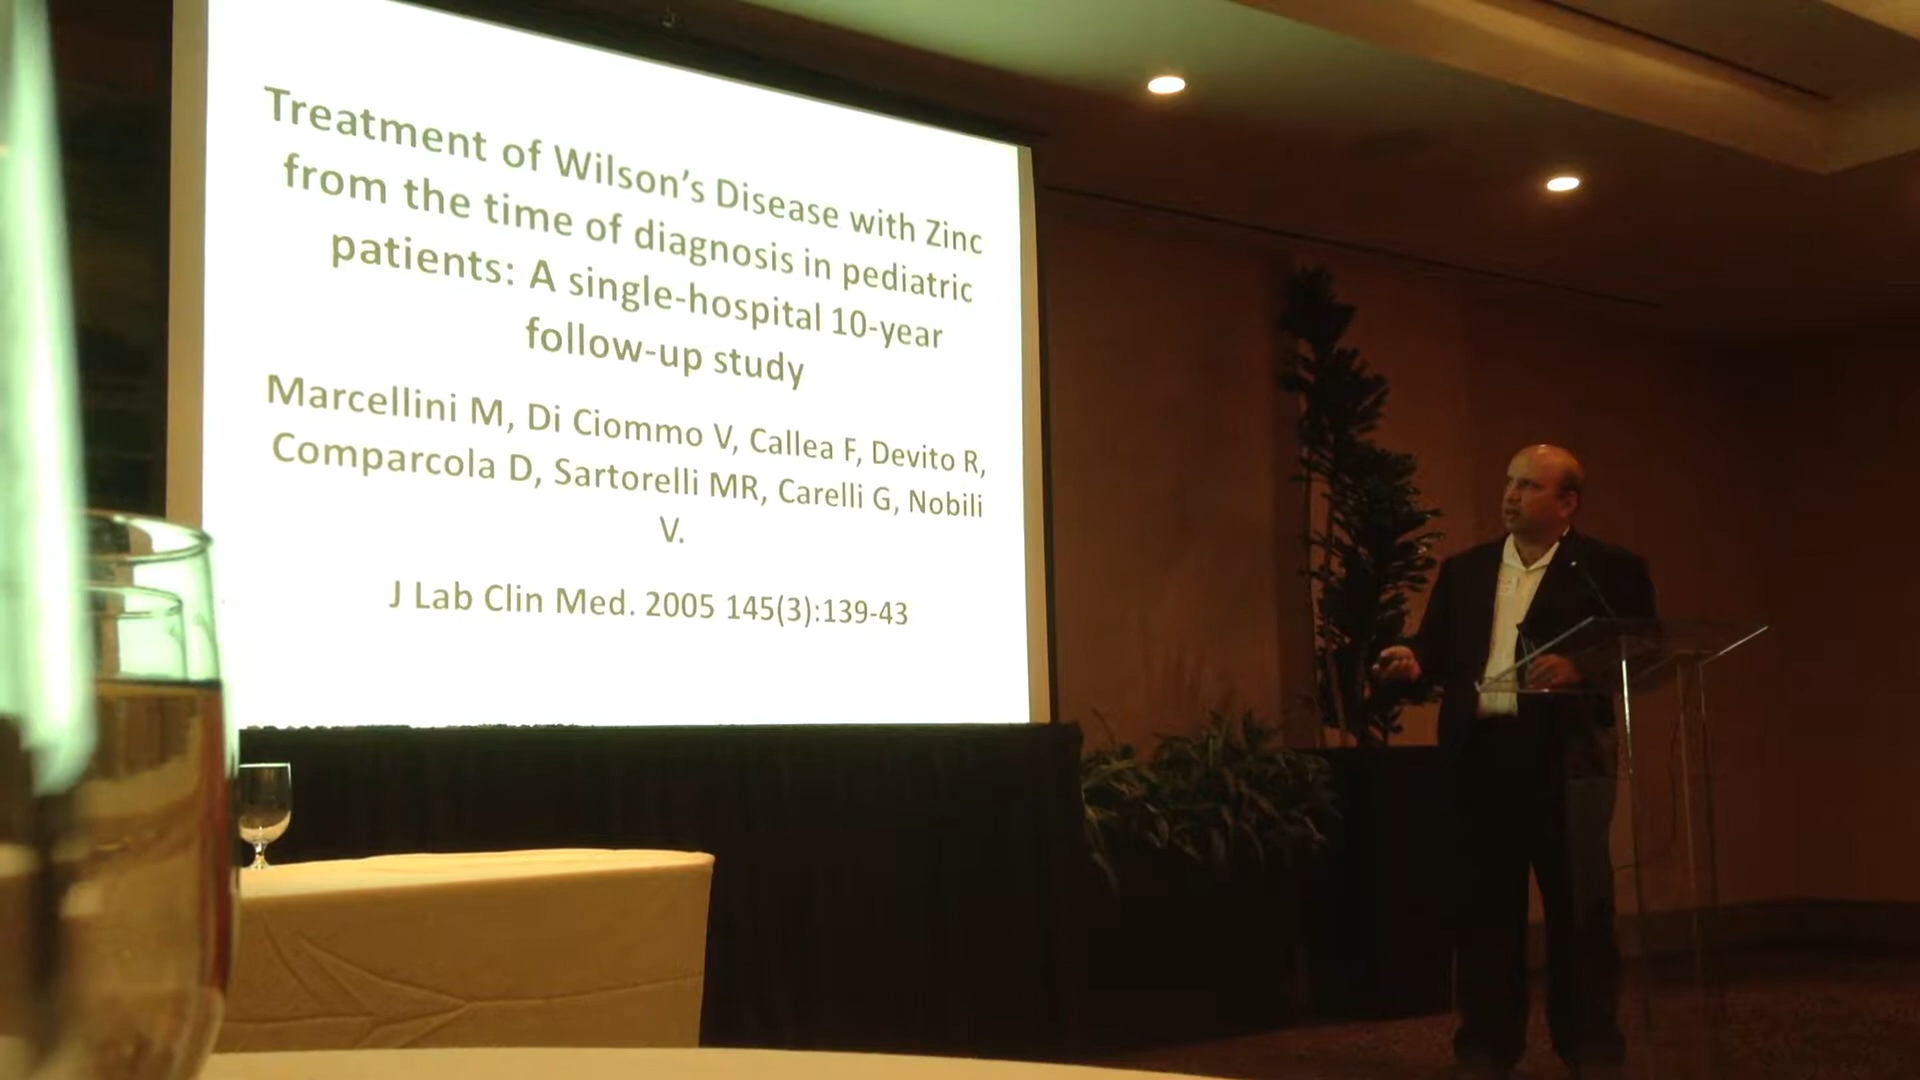 Treatment of Wilson’s Disease with Zinc
from the time of diagnosis in pediatric
patients: A single-hospital 10-year
follow-up study
Marcellini M, Di Ciommo V, Callea F, Devito R,
Comparcola D, Sartorelli MR, Carelli G, Nobili
V.
J Lab Clin Med. 2005 145(3):139-43